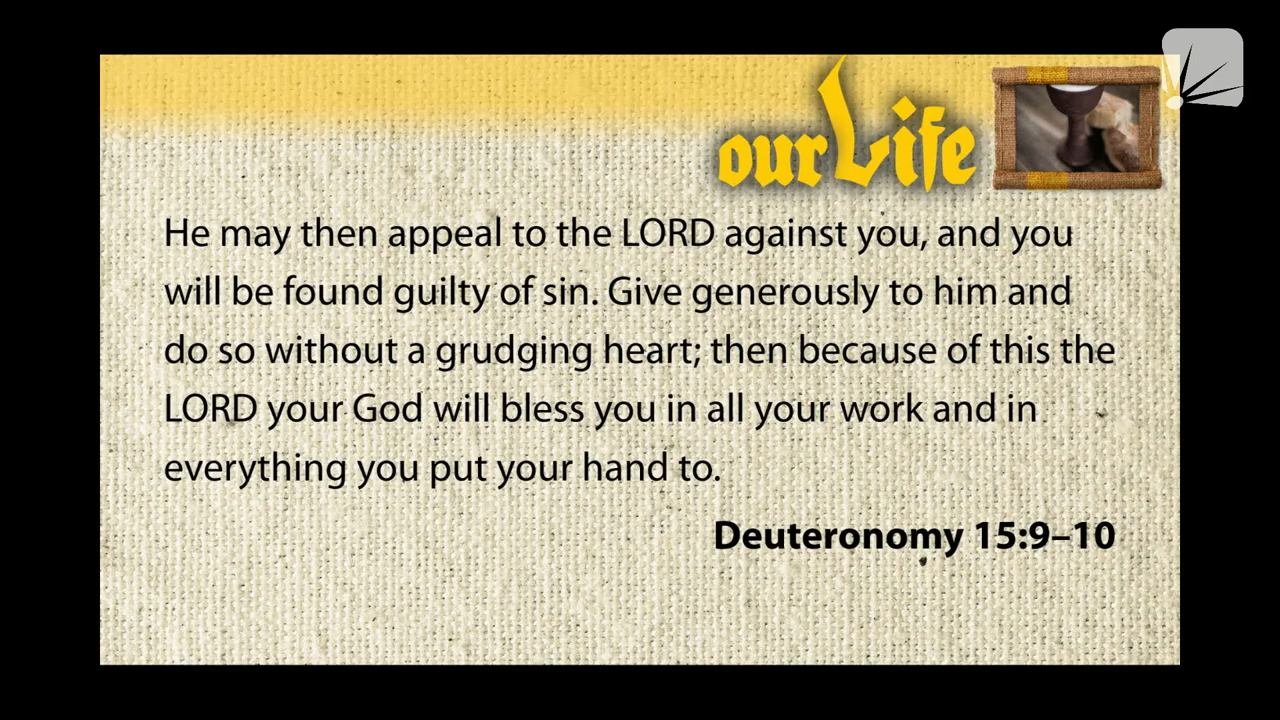 our Life
He may then appeal to the LORD against you, and you
will be found guilty of sin. Give generously to him and
do so without a grudging heart; then because of this the
LORD your God will bless you in all your work and in
everything you put your hand to.
Deuteronomy 15:9–10